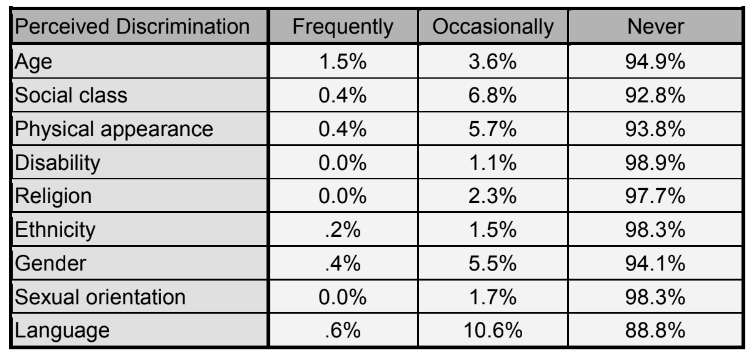 Perceived Discrimination Frequently Occasionally Never
Age 1.5% 3.6% 94.9%
Social class 0.4% 6.8% 92.8%
Physical appearance 0.4% 5.7% 93.8%
Disability 0.0% 1.1% 98.9%
Religion 0.0% 2.3% 97.7%
Ethnicity .2% 1.5% 98.3%
Gender .4% 5.5% 94.1%
Sexual orientation 0.0% 1.7% 98.3%
Language .6% 10.6% 88.8%